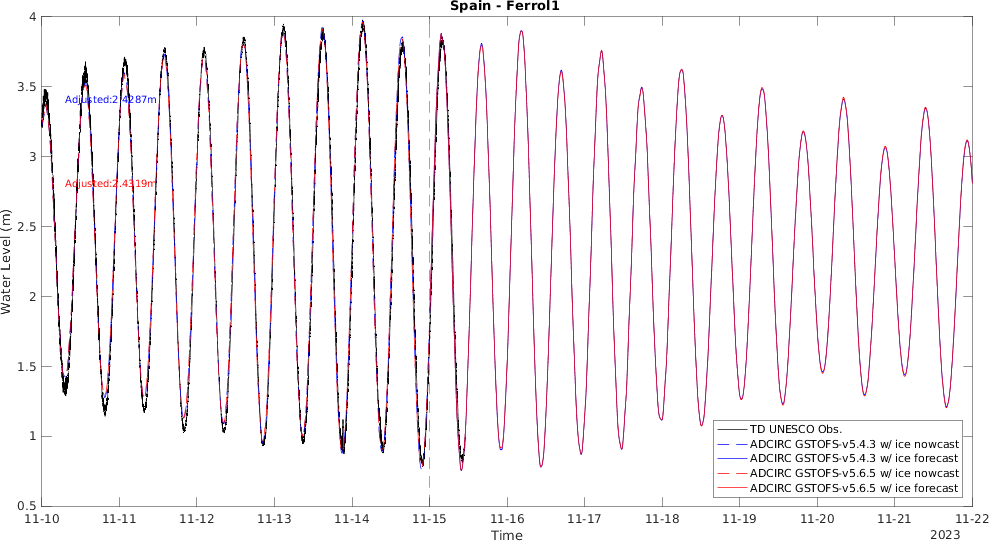 Spain - Ferrol1
4
3.5
3
2.5
2
1.5
1
0.5
Water Level (m)
Adjusted:2.4287m
Adjusted:2.4319m
TD UNESCO Obs.
ADCIRC GSTOFS-v5.4.3 w/ ice nowcast
ADCIRC GSTOFS-v5.4.3 w/ ice forecast
ADCIRC GSTOFS-v5.6.5 w/ ice nowcast
ADCIRC GSTOFS-v5.6.5 w/ ice forecast
11-10 11-11 11-12 11-13 11-14 11-15 11-16 11-17 11-18 11-19 11-20 11-21 11-22
Time
2023